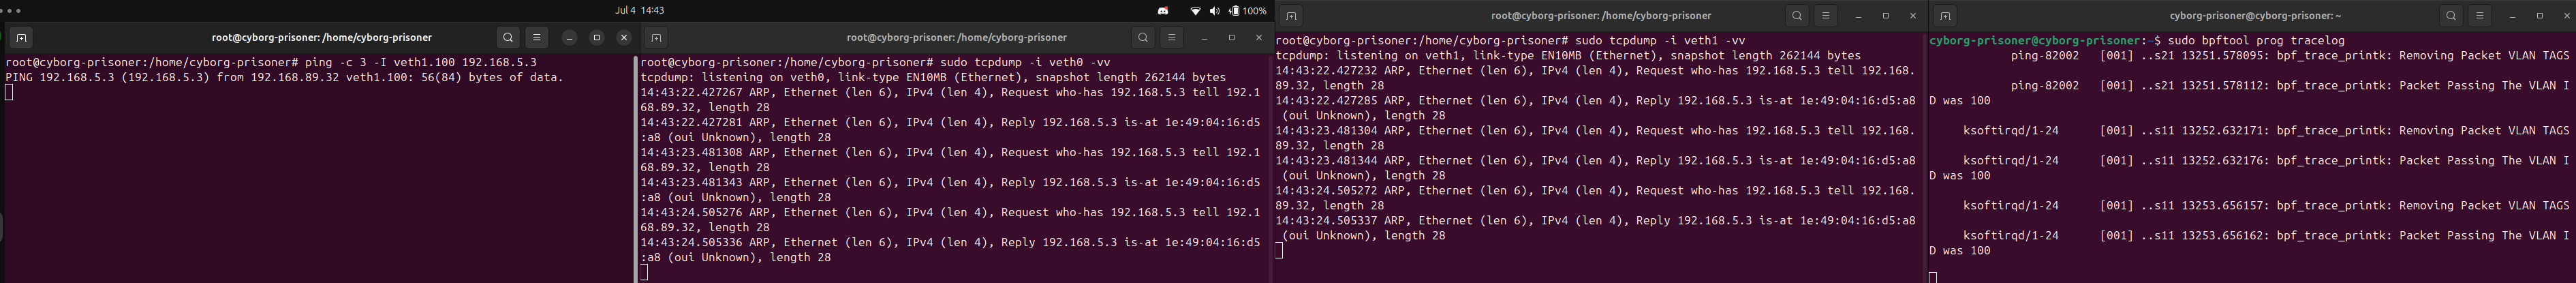 Jul 4 14:43
100%
root@cyborg-prisoner: /home/cyborg-prisoner
root@cyborg-prisoner:/home/cyborg-prisoner# ping -c 3 -I veth1.100 192.168.5.3
PING 192.168.5.3 (192.168.5.3) from 192.168.89.32 veth1.100: 56(84) bytes of data.
root@cyborg-prisoner: /home/cyborg-prisoner
root@cyborg-prisoner:/home/cyborg-prisoner# sudo tcpdump -i veth0 -vv
tcpdump: listening on veth0, link-type EN10MB (Ethernet), snapshot length 262144 bytes
14:43:22.427267 ARP, Ethernet (len 6), IPv4 (len 4), Request who-has 192.168.5.3 tell 192.1
68.89.32, length 28
14:43:22.427281 ARP, Ethernet (len 6), IPv4 (len 4), Reply 192.168.5.3 is-at 1e:49:04:16:d5
:a8 (oui Unknown), length 28
14:43:23.481308 ARP, Ethernet (len 6), IPv4 (len 4), Request who-has 192.168.5.3 tell 192.1
68.89.32, length 28
14:43:23.481343 ARP, Ethernet (len 6), IPv4 (len 4), Reply 192.168.5.3 is-at 1e:49:04:16:d5
:a8 (oui Unknown), length 28
14:43:24.505276 ARP, Ethernet (len 6), IPv4 (len 4), Request who-has 192.168.5.3 tell 192.1
68.89.32, length 28
14:43:24.505336 ARP, Ethernet (len 6), IPv4 (len 4), Reply 192.168.5.3 is-at 1e:49:04:16:d5
:a8 (oui Unknown), length 28
root@cyborg-prisoner: /home/cyborg-prisoner
root@cyborg-prisoner:/home/cyborg-prisoner# sudo tcpdump -i veth1 -vv
tcpdump: listening on veth1, link-type EN10MB (Ethernet), snapshot length 262144 bytes
14:43:22.427232 ARP, Ethernet (len 6), IPv4 (len 4), Request who-has 192.168.5.3 tell 192.168.
89.32, length 28
14:43:22.427285 ARP, Ethernet (len 6), IPv4 (len 4), Reply 192.168.5.3 is-at 1e:49:04:16:d5:a8
(oui Unknown), length 28
14:43:23.481304 ARP, Ethernet (len 6), IPv4 (len 4), Request who-has 192.168.5.3 tell 192.168.
89.32, length 28
14:43:23.481344 ARP, Ethernet (len 6), IPv4 (len 4), Reply 192.168.5.3 is-at 1e:49:04:16:d5:a8
(oui Unknown), length 28
14:43:24.505272 ARP, Ethernet (len 6), IPv4 (len 4), Request who-has 192.168.5.3 tell 192.168.
89.32, length 28
14:43:24.505337 ARP, Ethernet (len 6), IPv4 (len 4), Reply 192.168.5.3 is-at 1e:49:04:16:d5:a8
(oui Unknown), length 28
cyborg-prisoner@cyborg-prisoner: ~
cyborg-prisoner@cyborg-prisoner:~$ sudo bpftool prog tracelog
ping-82002 [001] ..s21 13251.578095: bpf_trace_printk: Removing Packet VLAN TAGS
ping-82002 [001] ..s21 13251.578112: bpf_trace_printk: Packet Passing The VLAN I
D was 100
ksoftirqd/1-24 [001] ..s11 13252.632171: bpf_trace_printk: Removing Packet VLAN TAGS
ksoftirqd/1-24 [001] ..s11 13252.632176: bpf_trace_printk: Packet Passing The VLAN I
D was 100
ksoftirqd/1-24 [001] ..s11 13253.656157: bpf_trace_printk: Removing Packet VLAN TAGS
ksoftirqd/1-24 [001] ..s11 13253.656162: bpf_trace_printk: Packet Passing The VLAN I
D was 100